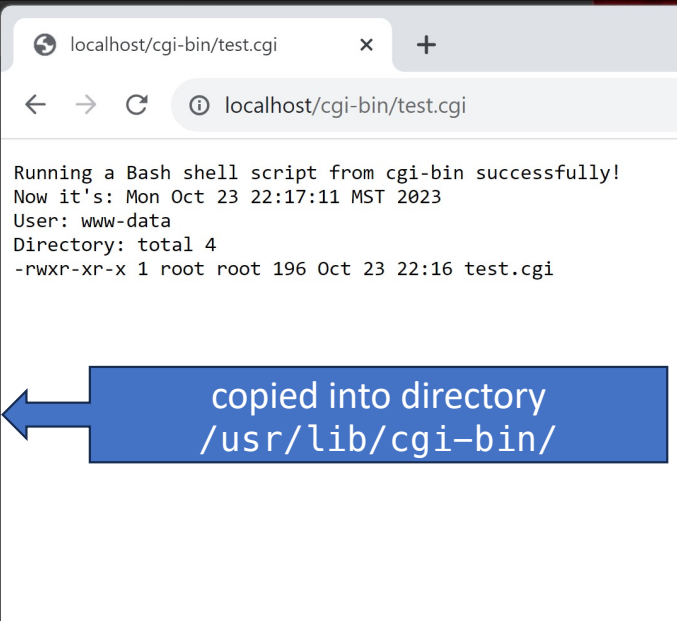 localhost/cgi-bin/test.cgi
localhost/cgi-bin/test.cgi
Running a Bash shell script from cgi-bin successfully!
Now it's: Mon Oct 23 22:17:11 MST 2023
User: www-data
Directory: total 4
-rwxr-xr-x 1 root root 196 Oct 23 22:16 test.cgi
copied into directory
/usr/lib/cgi-bin/